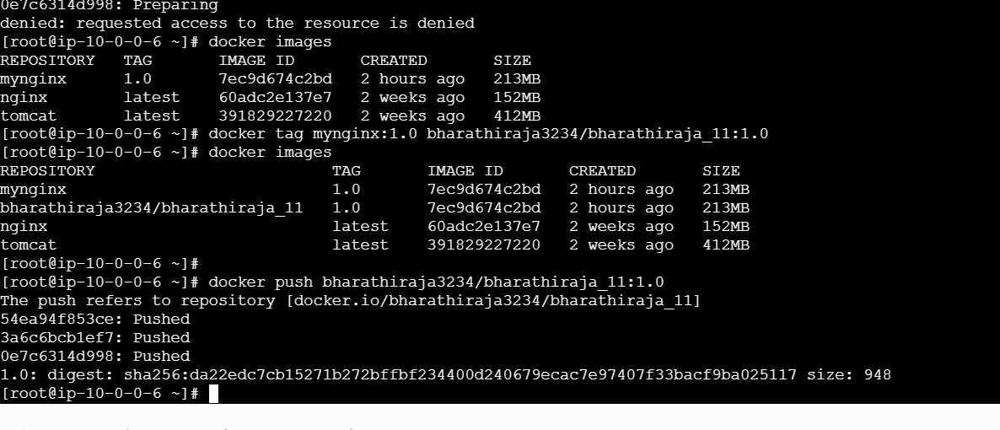 0e7c6314d998: Preparing
denied: requested access to the resource is denied
[root@ip-10-0-0-6 ~]# docker images
REPOSITORY   TAG       IMAGE ID       CREATED       SIZE
mynginx      1.0       7ec9d674c2bd   2 hours ago   213MB
nginx        latest    60adc2e137e7   2 weeks ago   152MB
tomcat       latest    391829227220   2 weeks ago   412MB
[root@ip-10-0-0-6 ~]# docker tag mynginx:1.0 bharathiraja3234/bharathiraja_11:1.0
[root@ip-10-0-0-6 ~]# docker images
REPOSITORY                         TAG       IMAGE ID       CREATED       SIZE
mynginx                            1.0       7ec9d674c2bd   2 hours ago   213MB
bharathiraja3234/bharathiraja_11   1.0       7ec9d674c2bd   2 hours ago   213MB
nginx                              latest    60adc2e137e7   2 weeks ago   152MB
tomcat                             latest    391829227220   2 weeks ago   412MB
[root@ip-10-0-0-6 ~]#
[root@ip-10-0-0-6 ~]# docker push bharathiraja3234/bharathiraja_11:1.0
The push refers to repository [docker.io/bharathiraja3234/bharathiraja_11]
54ea94f853ce: Pushed
3a6c6bcb1ef7: Pushed
0e7c6314d998: Pushed
1.0: digest: sha256:da22edc7cb15271b272bffbf234400d240679ecac7e97407f33bacf9ba025117 size: 948
[root@ip-10-0-0-6 ~]#